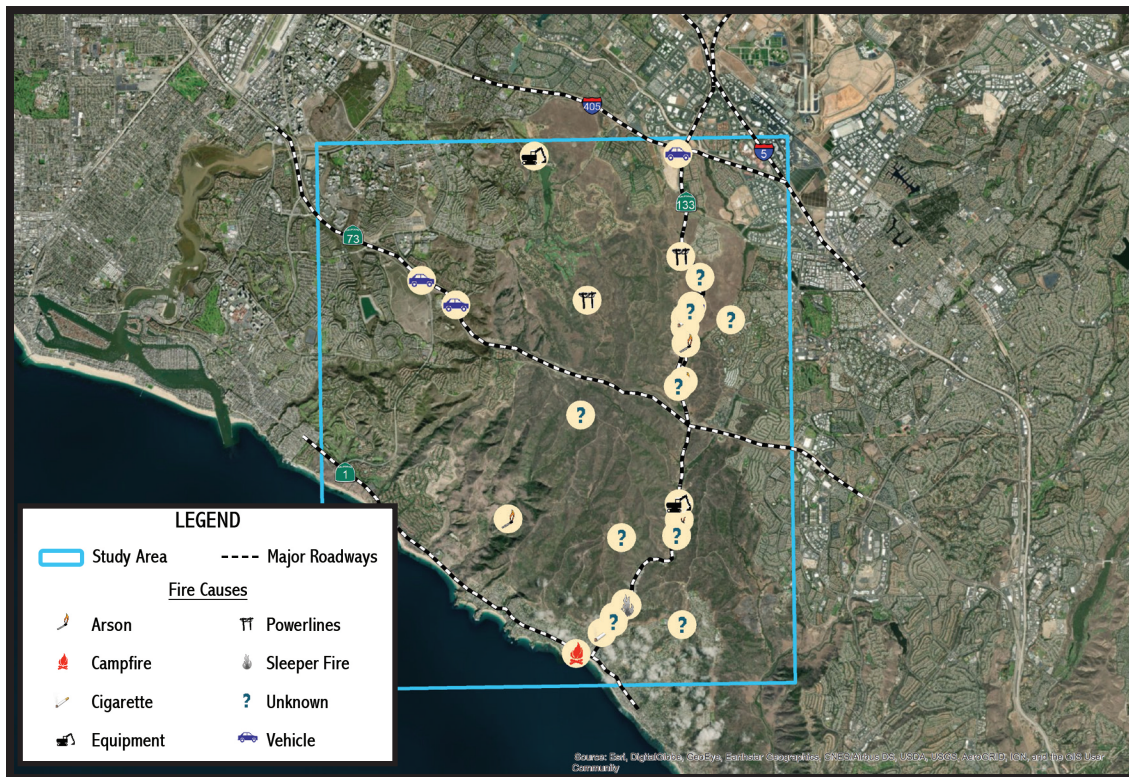 405
5
133
73
1
LEGEND
Study Area
Major Roadways
Fire Causes
Arson
Powerlines
Campfire
Sleeper Fire
Cigarette
? Unknown
Equipment
Vehicle
Source: Esri, DigitalGlobe, GeoEye, Earthstar Geographics, CNES/Airbus DS, USDA, USGS, AeroGRID, IGN, and the GIS User
Community